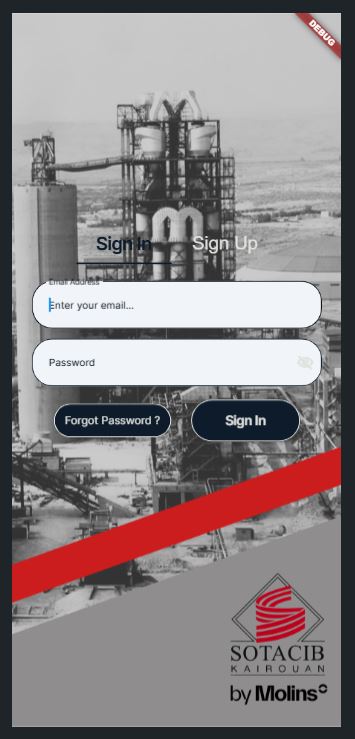 DEBUG
Sign In Sign Up
Email Address
Enter your email...
Password
Forgot Password ? Sign In
SOTACIB
KAIROUAN
by Molins